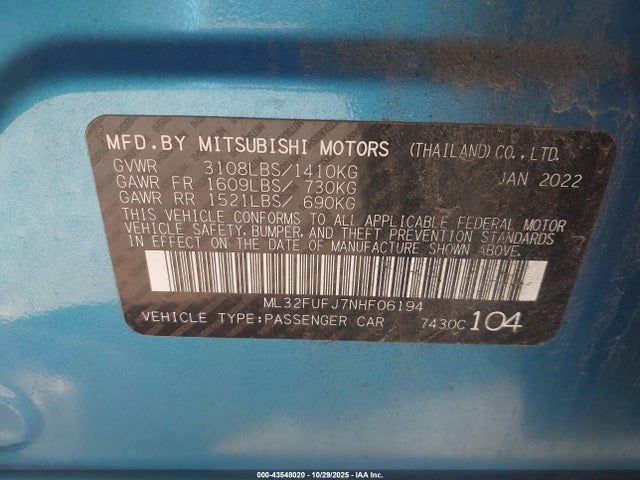 MFD.BY MITSUBISHI MOTORS (THAILAND) CO., LTD.
GVWR 3108LBS/1410KG JAN 2022
GAWR FR 1609LBS/ 730KG
GAWR RR 1521LBS/ 690KG
THIS VEHICLE CONFORMS TO ALL APPLICABLE FEDERAL MOTOR
VEHICLE SAFETY, BUMPER, AND THEFT PREVENTION STANDARDS
IN EFFECT ON THE DATE OF MANUFACTURE SHOWN ABOVE.
ML32FUFJ7NHF06194
VEHICLE TYPE:PASSENGER CAR 7430C 104
000-43548020 - 10/29/2025 - IAA Inc.